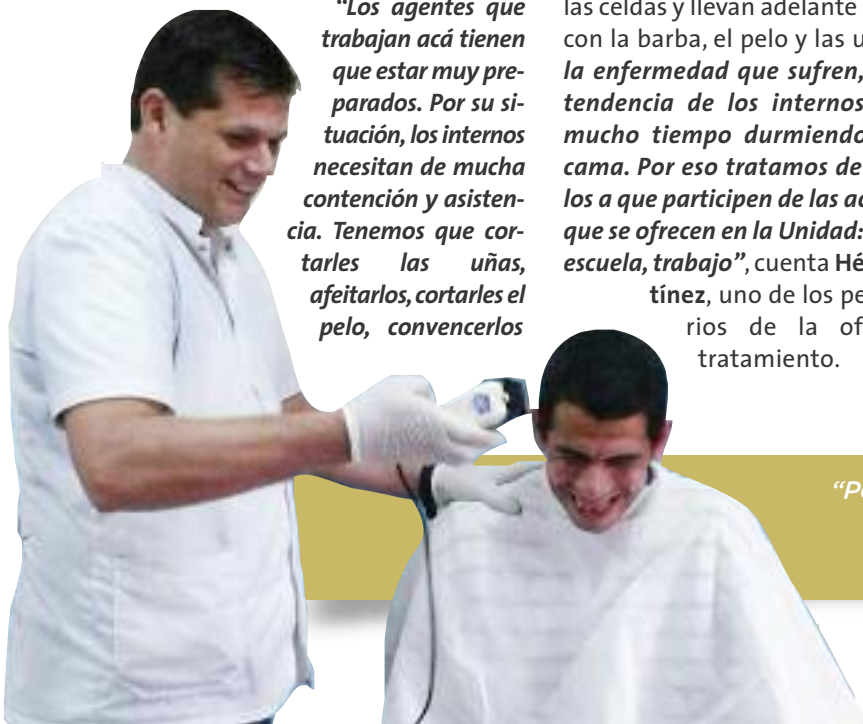 “Los agentes que
trabajan acá tienen
que estar muy pre-
parados. Por su si-
tuación, los internos
necesitan de mucha
contención y asisten-
cia. Tenemos que cor-
tarles las uñas,
afeitarlos, cortarles el
pelo, convencerlos
las celdas y llevan adelante
con la barba, el pelo y las
la enfermedad que sufren,
tendencia de los internos
mucho tiempo durmiendo
cama. Por eso tratamos de
los a que participen de las
que se ofrecen en la Unidad:
escuela, trabajo”, cuenta
tínez, uno de los
rios de la
tratamiento.